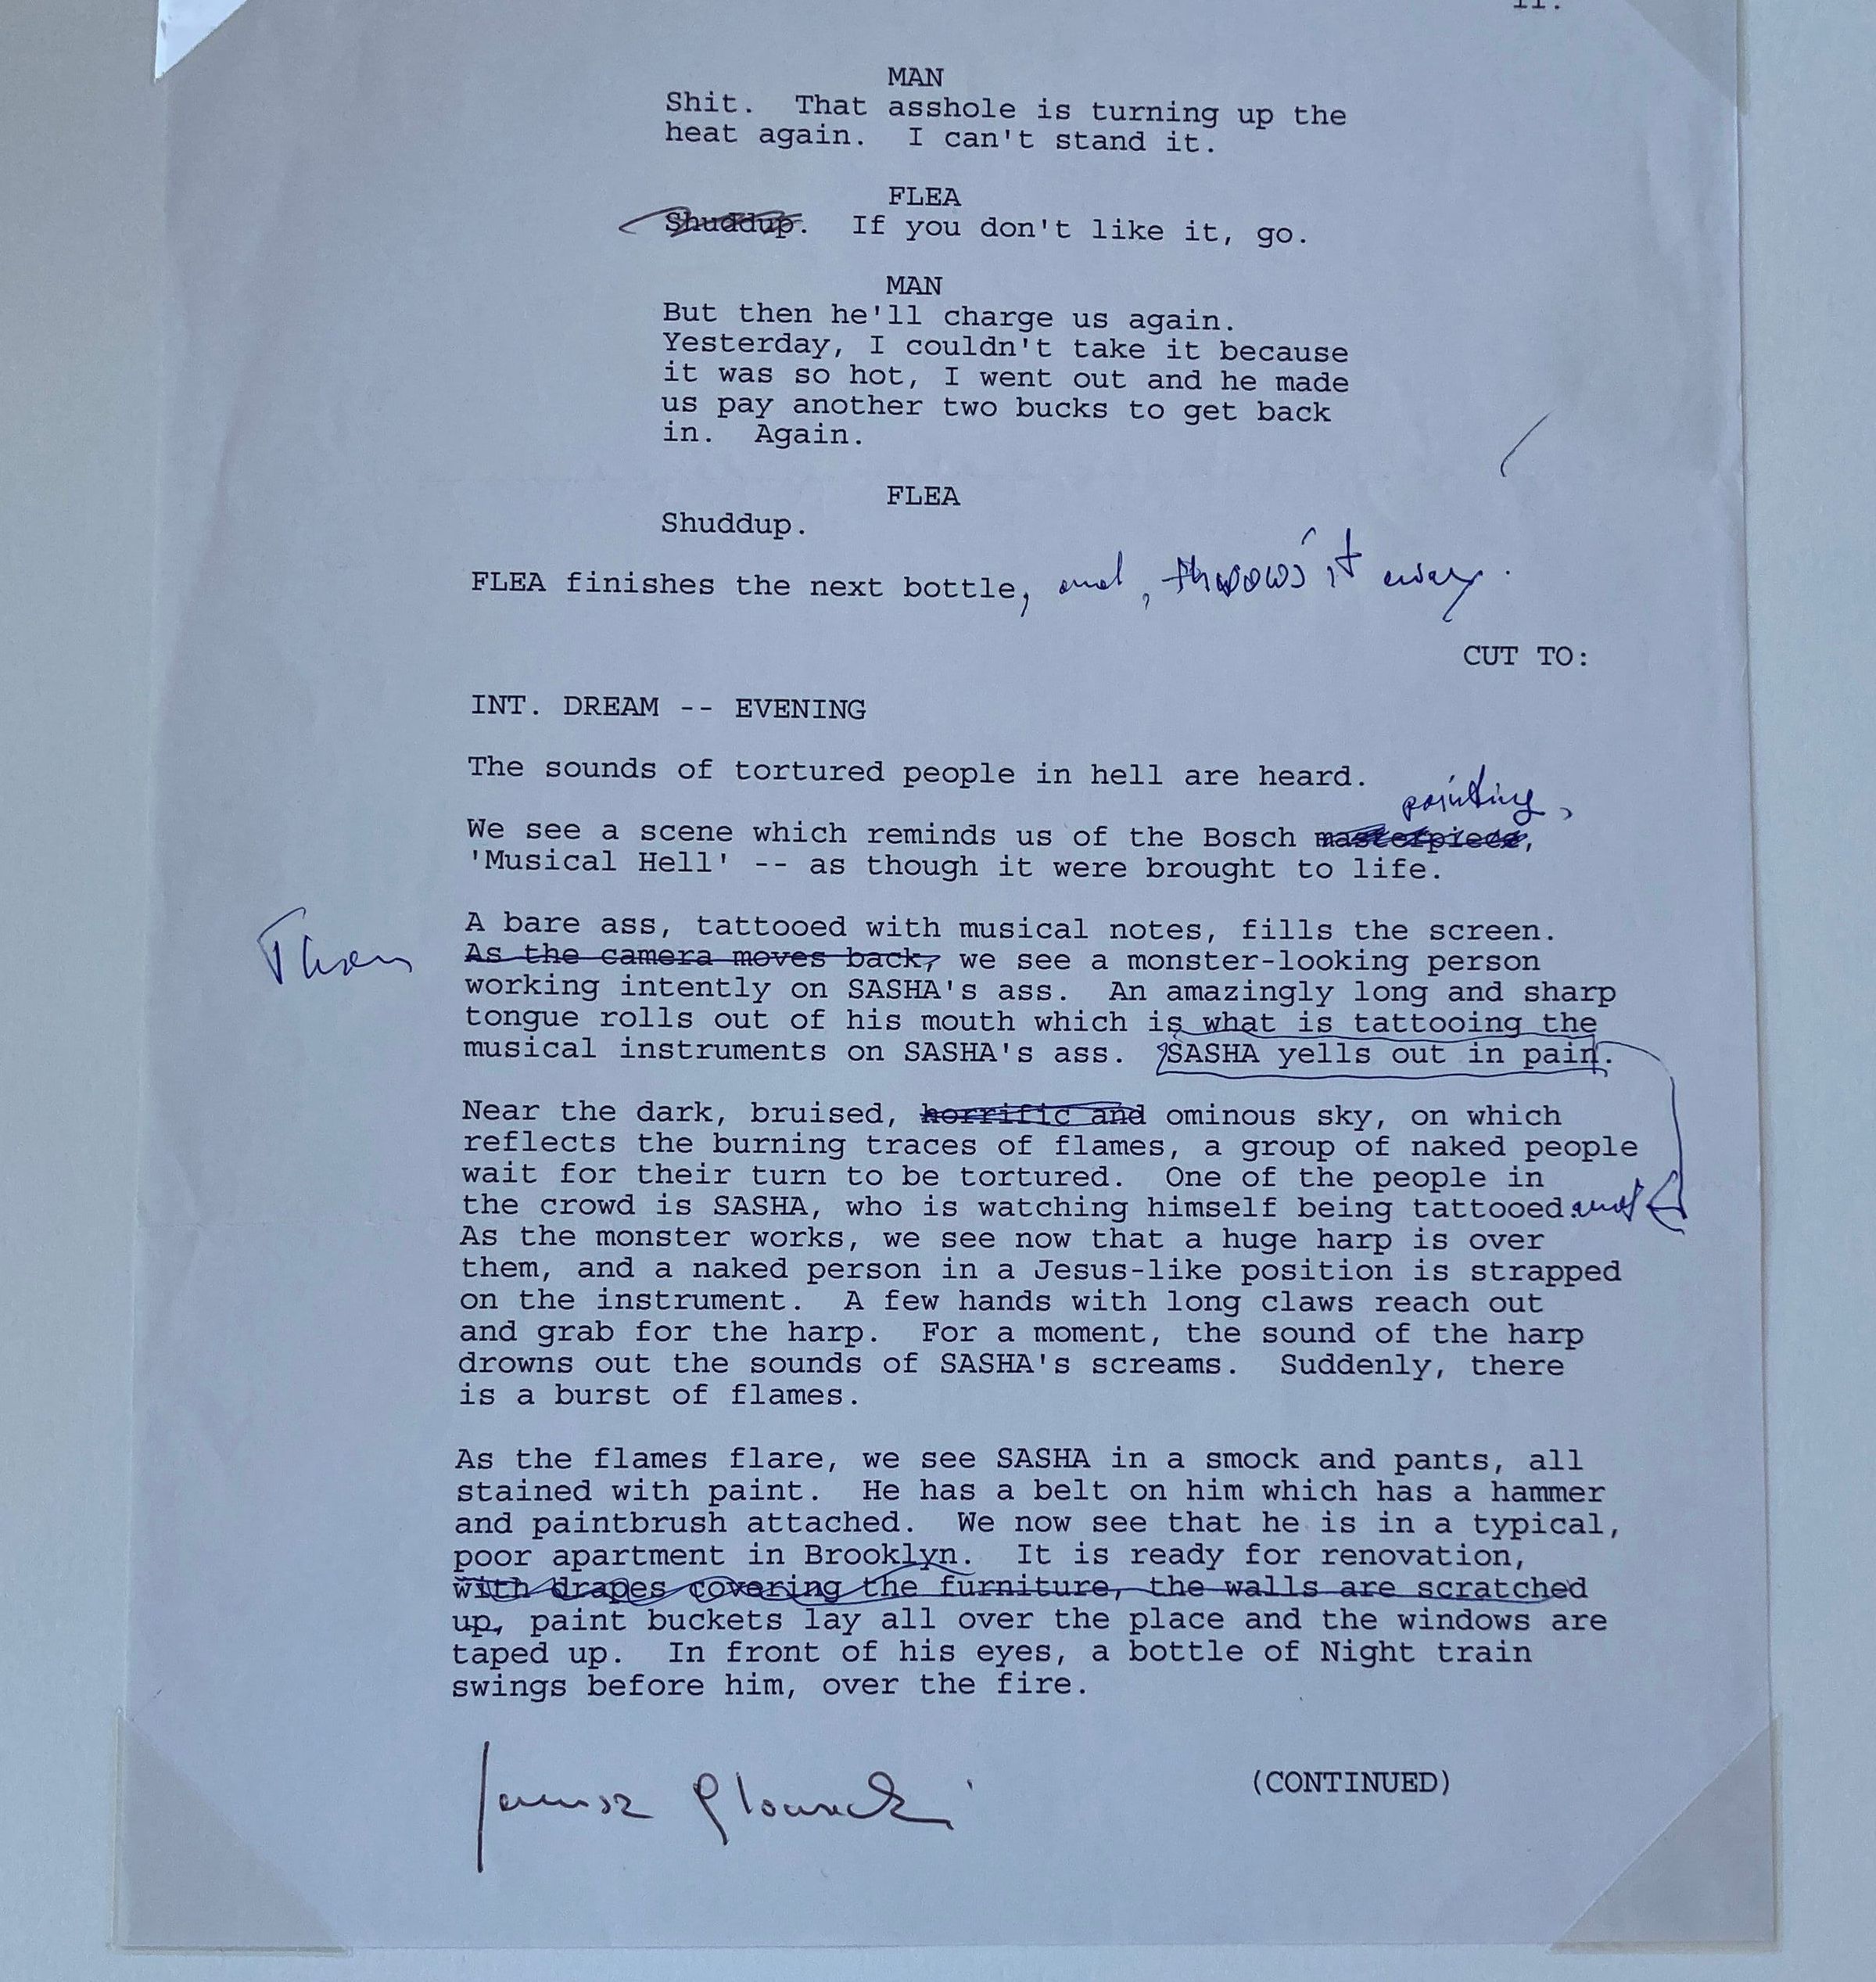 11.
MAN
Shit.  That asshole is turning up the
heat again.  I can't stand it.
FLEA
Shuddup.  If you don't like it, go.
MAN
But then he'll charge us again.
Yesterday, I couldn't take it because
it was so hot, I went out and he made
us pay another two bucks to get back
in.  Again.
FLEA
Shuddup.
FLEA finishes the next bottle, and, throws it away.
CUT TO:
INT. DREAM -- EVENING
The sounds of tortured people in hell are heard.
painting,
We see a scene which reminds us of the Bosch masterpiece,
'Musical Hell' -- as though it were brought to life.
A bare ass, tattooed with musical notes, fills the screen.
Then As the camera moves back, we see a monster-looking person
working intently on SASHA's ass.  An amazingly long and sharp
tongue rolls out of his mouth which is what is tattooing the
musical instruments on SASHA's ass.  SASHA yells out in pain.
Near the dark, bruised, horrific and ominous sky, on which
reflects the burning traces of flames, a group of naked people
wait for their turn to be tortured.  One of the people in
the crowd is SASHA, who is watching himself being tattooed. and
As the monster works, we see now that a huge harp is over
them, and a naked person in a Jesus-like position is strapped
on the instrument.  A few hands with long claws reach out
and grab for the harp.  For a moment, the sound of the harp
drowns out the sounds of SASHA's screams.  Suddenly, there
is a burst of flames.
As the flames flare, we see SASHA in a smock and pants, all
stained with paint.  He has a belt on him which has a hammer
and paintbrush attached.  We now see that he is in a typical,
poor apartment in Brooklyn.  It is ready for renovation,
with drapes covering the furniture, the walls are scratched
up, paint buckets lay all over the place and the windows are
taped up.  In front of his eyes, a bottle of Night train
swings before him, over the fire.
Janusz Glowacki
(CONTINUED)